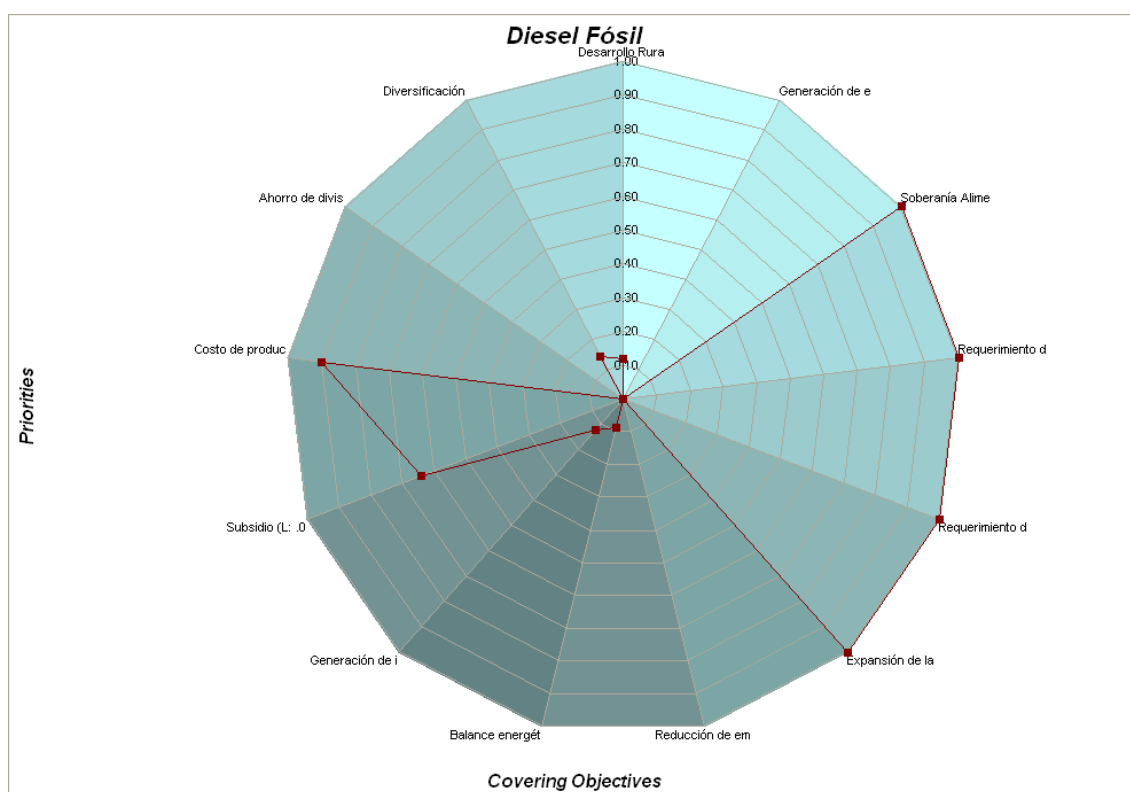 Diesel Fósil
Desarrollo Rura
1.00
Diversificación
Generación de e
0.90
0.80
0.70
Ahorro de divis
0.60
Soberanía Alime
0.50
0.40
0.30
Costo de produc
0.20
Requerimiento d
0.10
Priorities
Subsidio (L: .0
Requerimiento d
Generación de i
Expansión de la
Balance energét
Reducción de em
Covering Objectives